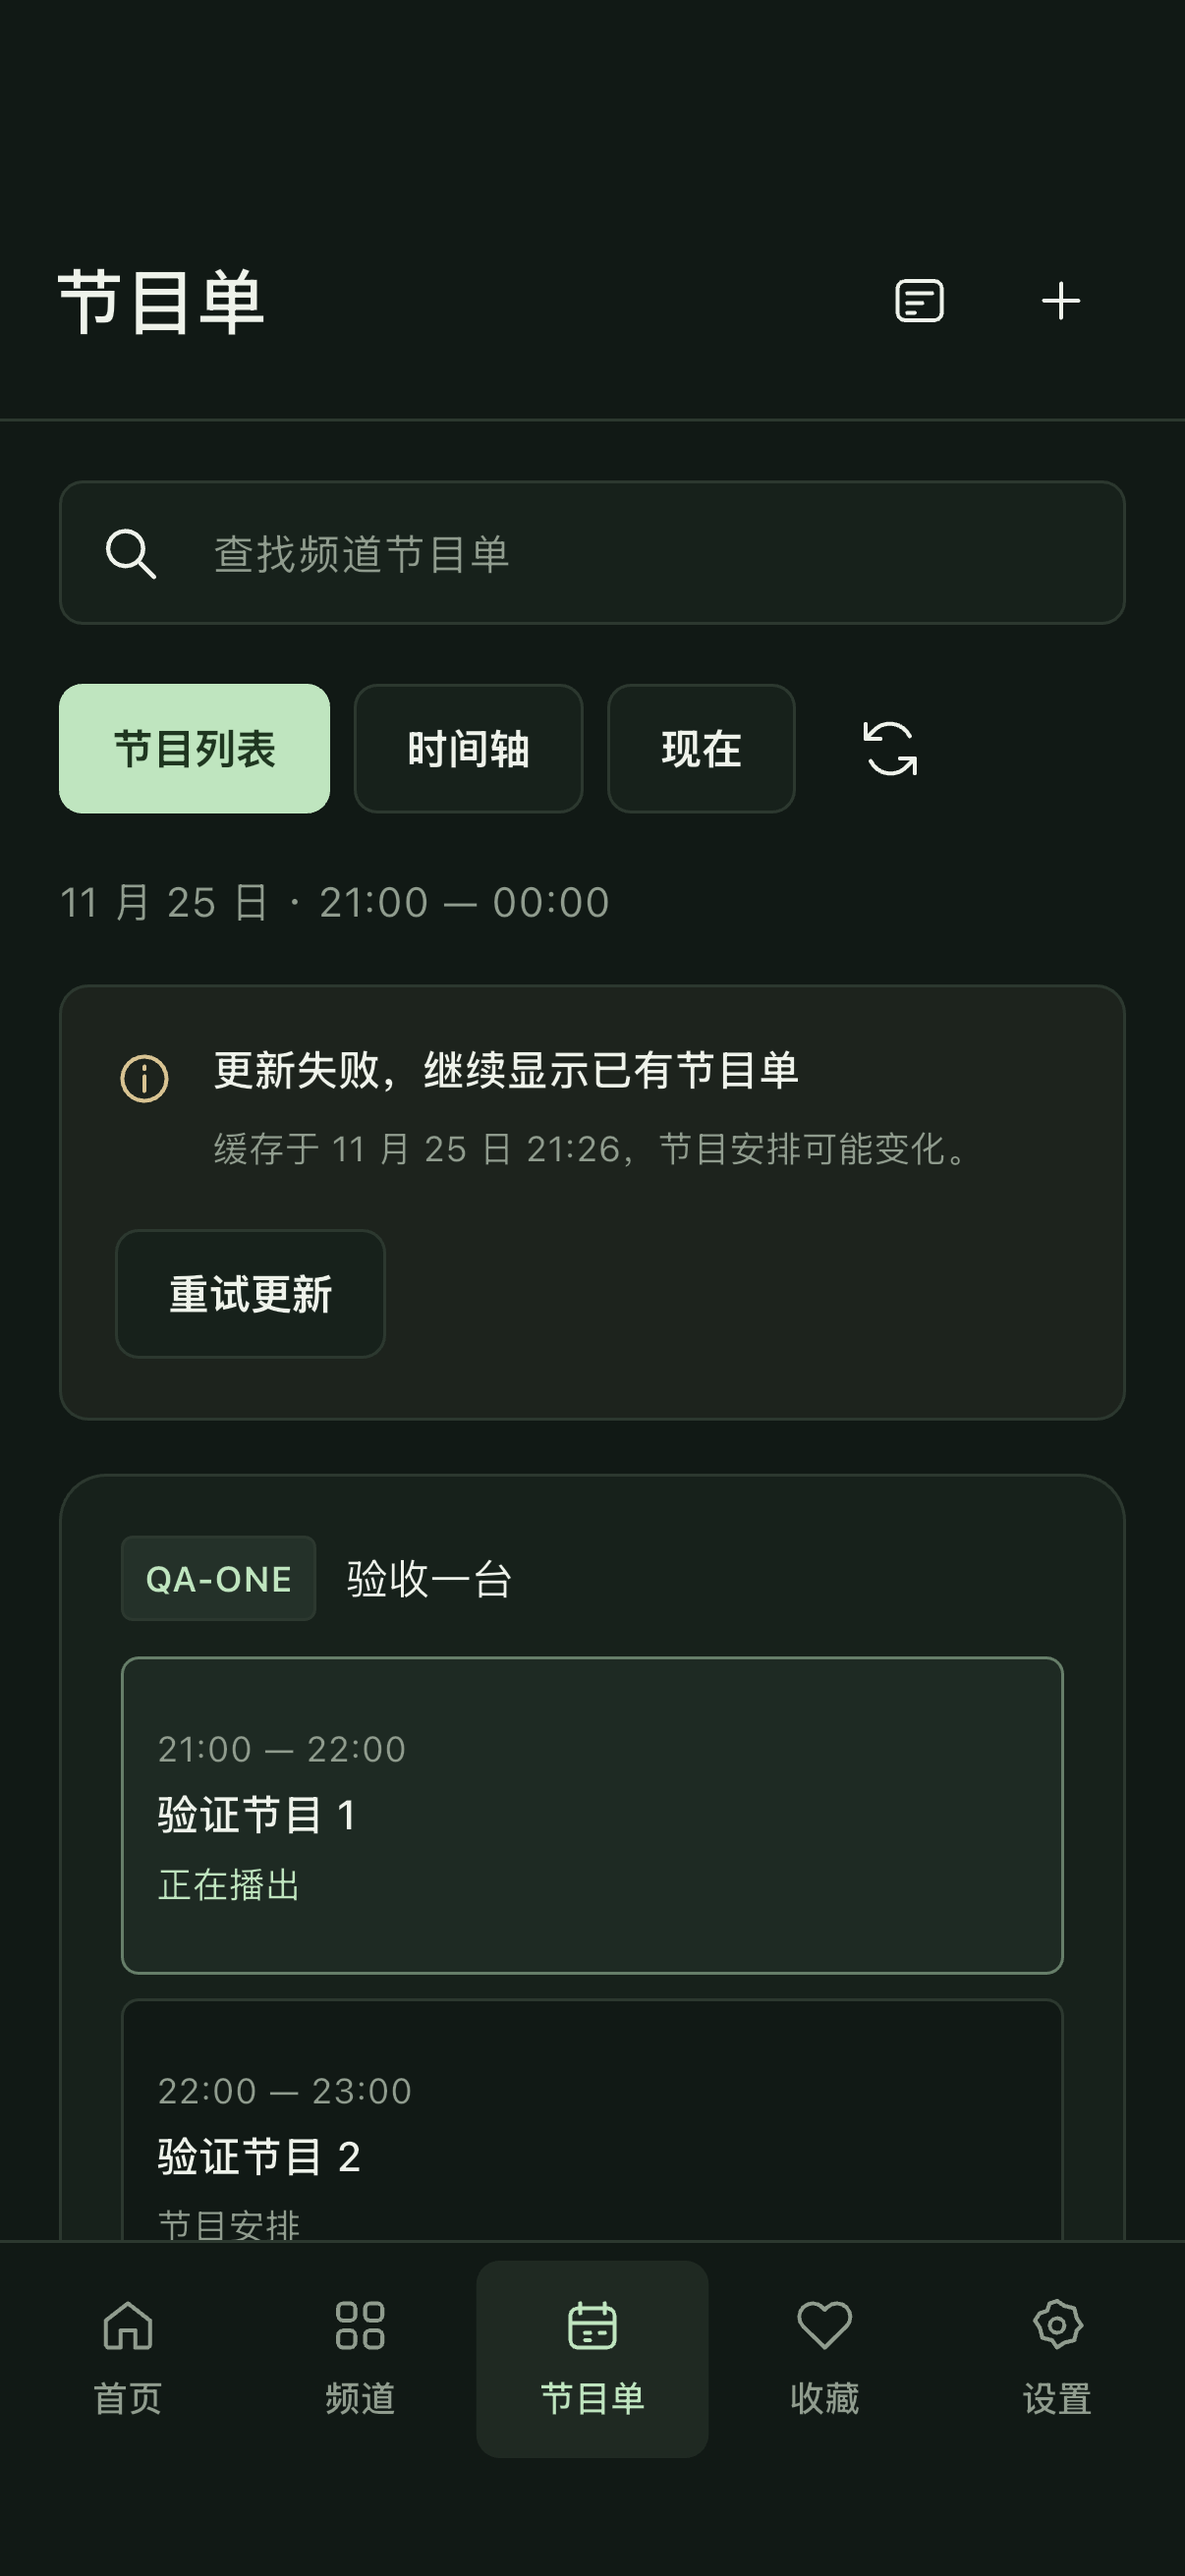 节目单
查找频道节目单
节目列表 时间轴 现在
11 月 25 日 · 21:00 — 00:00
更新失败，继续显示已有节目单
缓存于 11 月 25 日 21:26，节目安排可能变化。
重试更新
QA-ONE 验收一台
21:00 — 22:00
验证节目 1
正在播出
22:00 — 23:00
验证节目 2
节目安排
首页 频道 节目单 收藏 设置